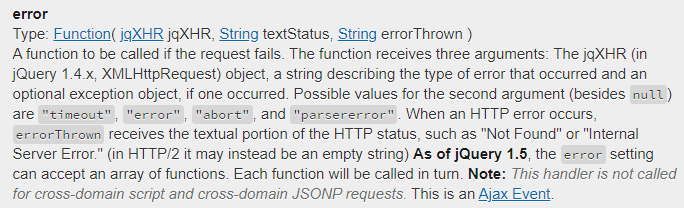 error
Type: Function( jqXHR jqXHR, String textStatus, String errorThrown )
A function to be called if the request fails. The function receives three arguments: The jqXHR (in
jQuery 1.4.x, XMLHttpRequest) object, a string describing the type of error that occurred and an
optional exception object, if one occurred. Possible values for the second argument (besides null)
are "timeout", "error", "abort", and "parsererror". When an HTTP error occurs,
errorThrown receives the textual portion of the HTTP status, such as "Not Found" or "Internal
Server Error." (in HTTP/2 it may instead be an empty string) As of jQuery 1.5, the error setting
can accept an array of functions. Each function will be called in turn. Note: This handler is not called
for cross-domain script and cross-domain JSONP requests. This is an Ajax Event.